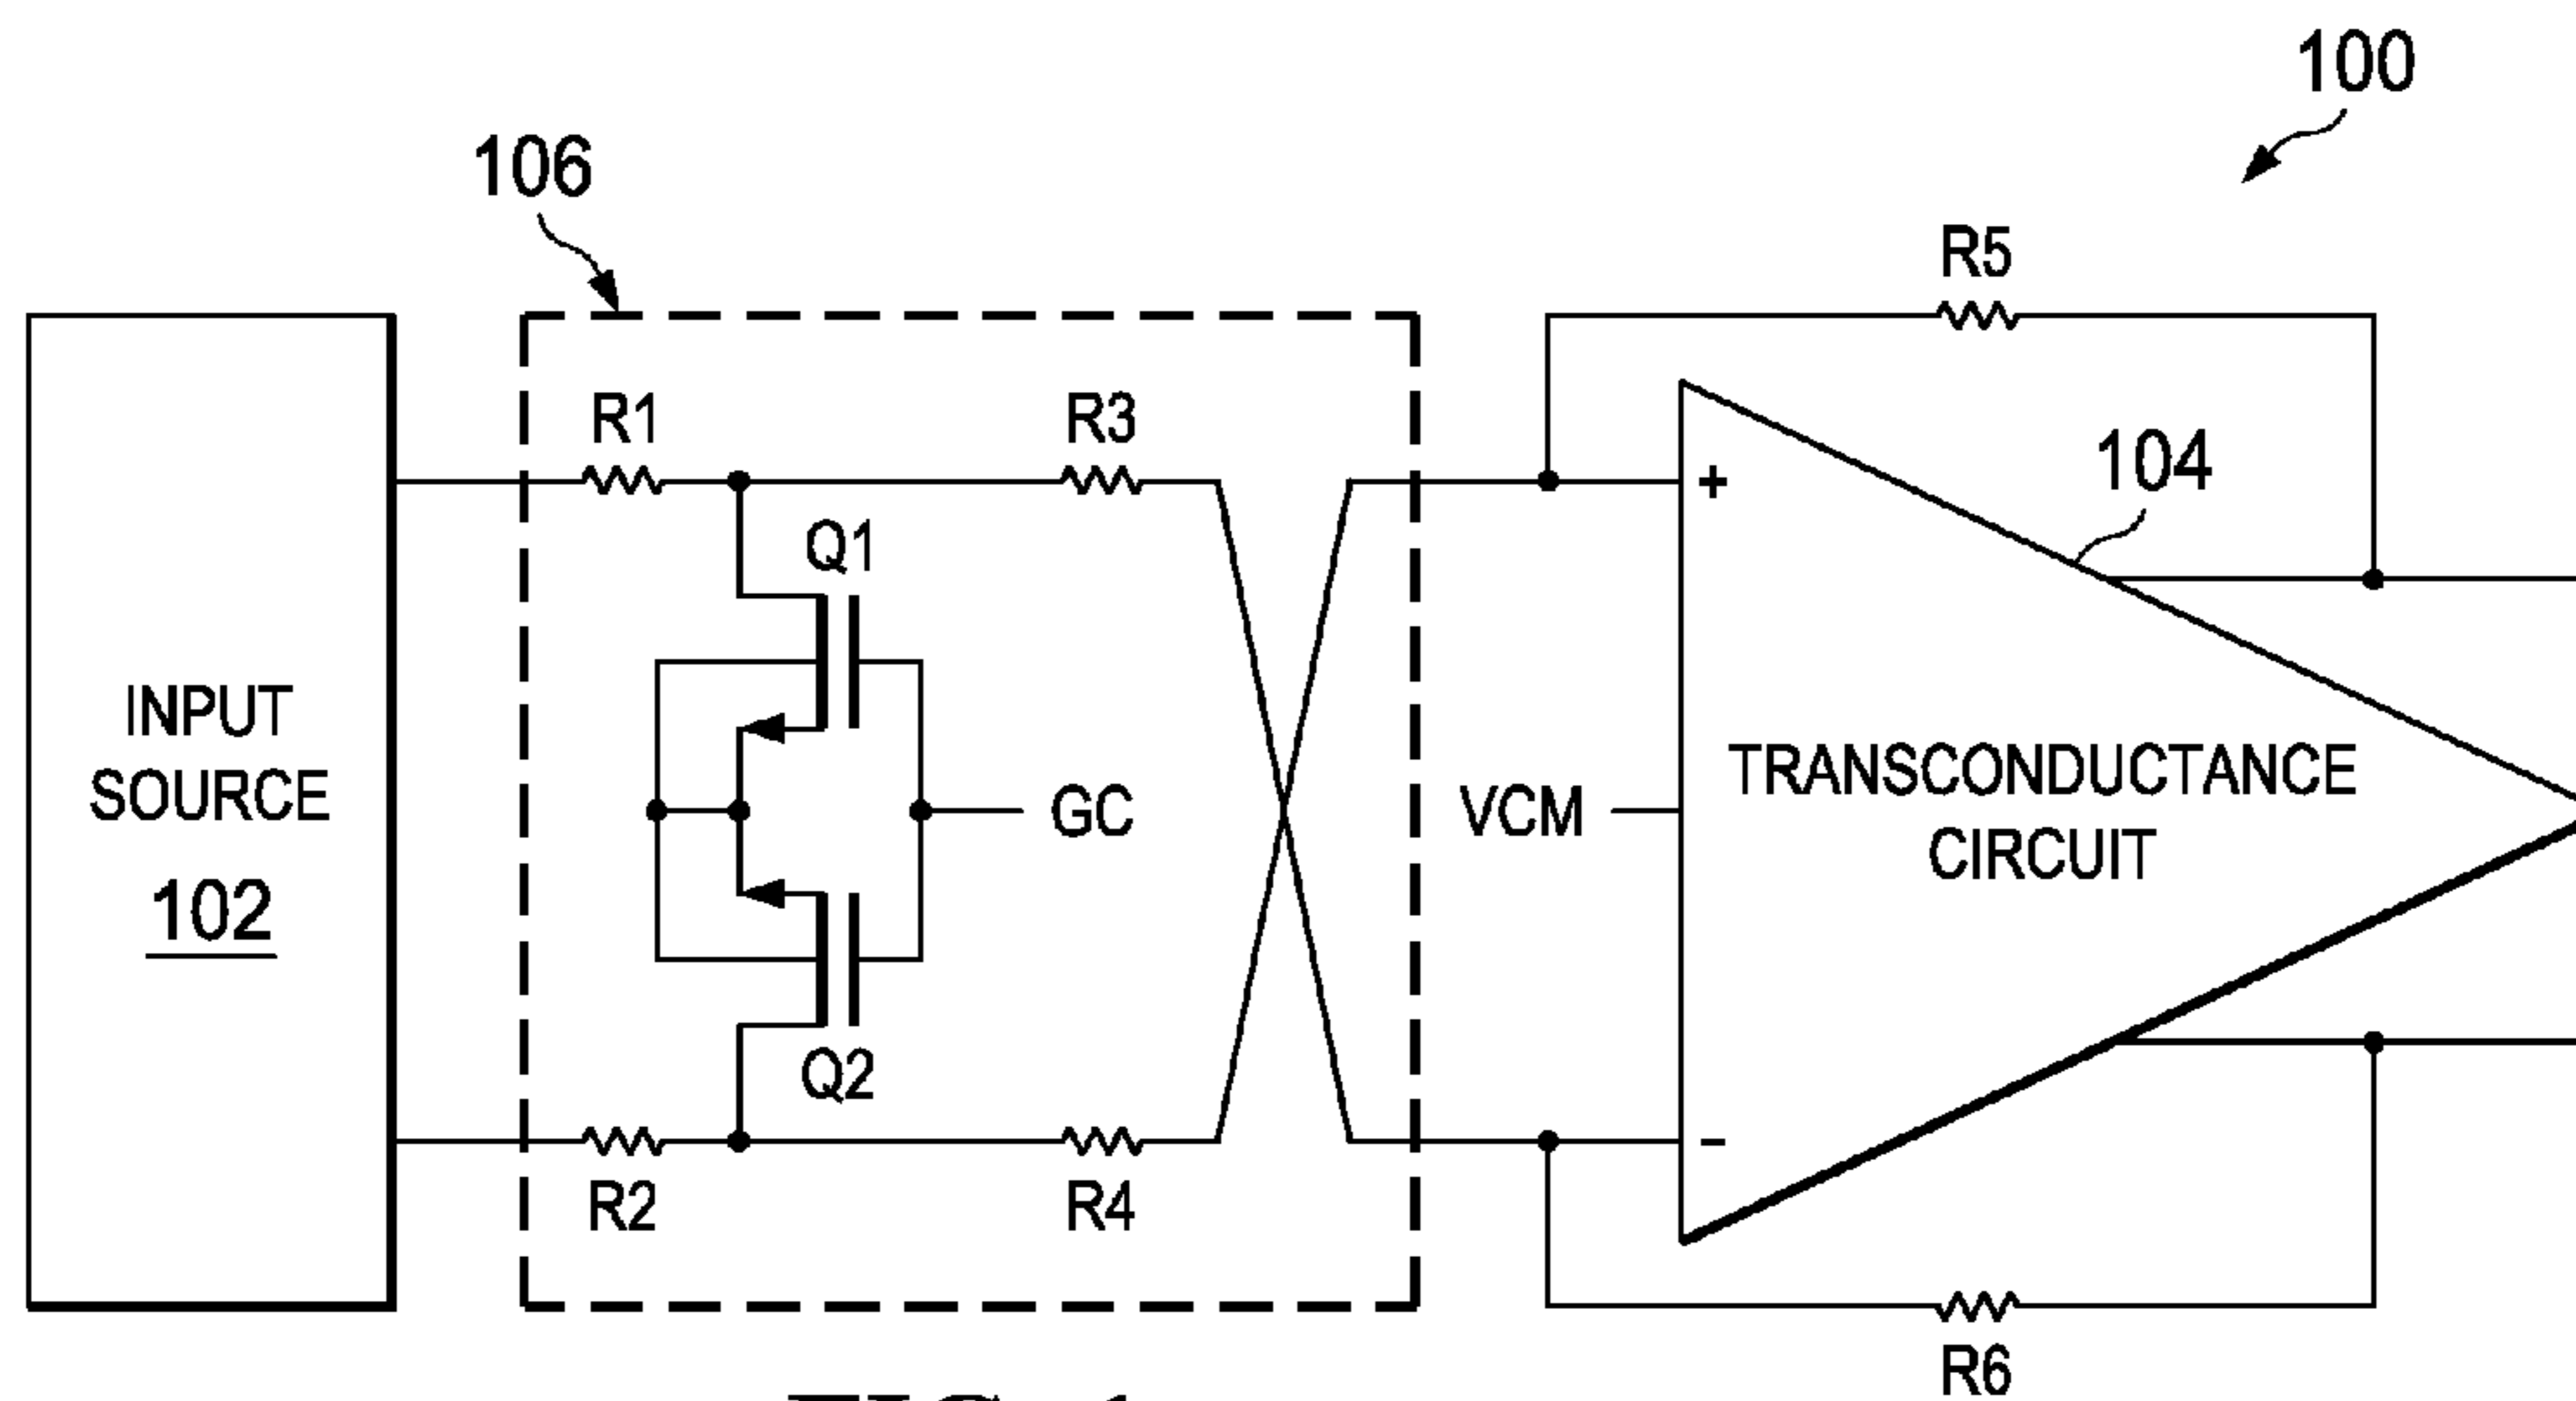 100
106
R5
R1
R3
104
+
Q1
INPUT
SOURCE
102
GC
VCM
TRANSCONDUCTANCE
CIRCUIT
Q2
-
R2
R4
R6